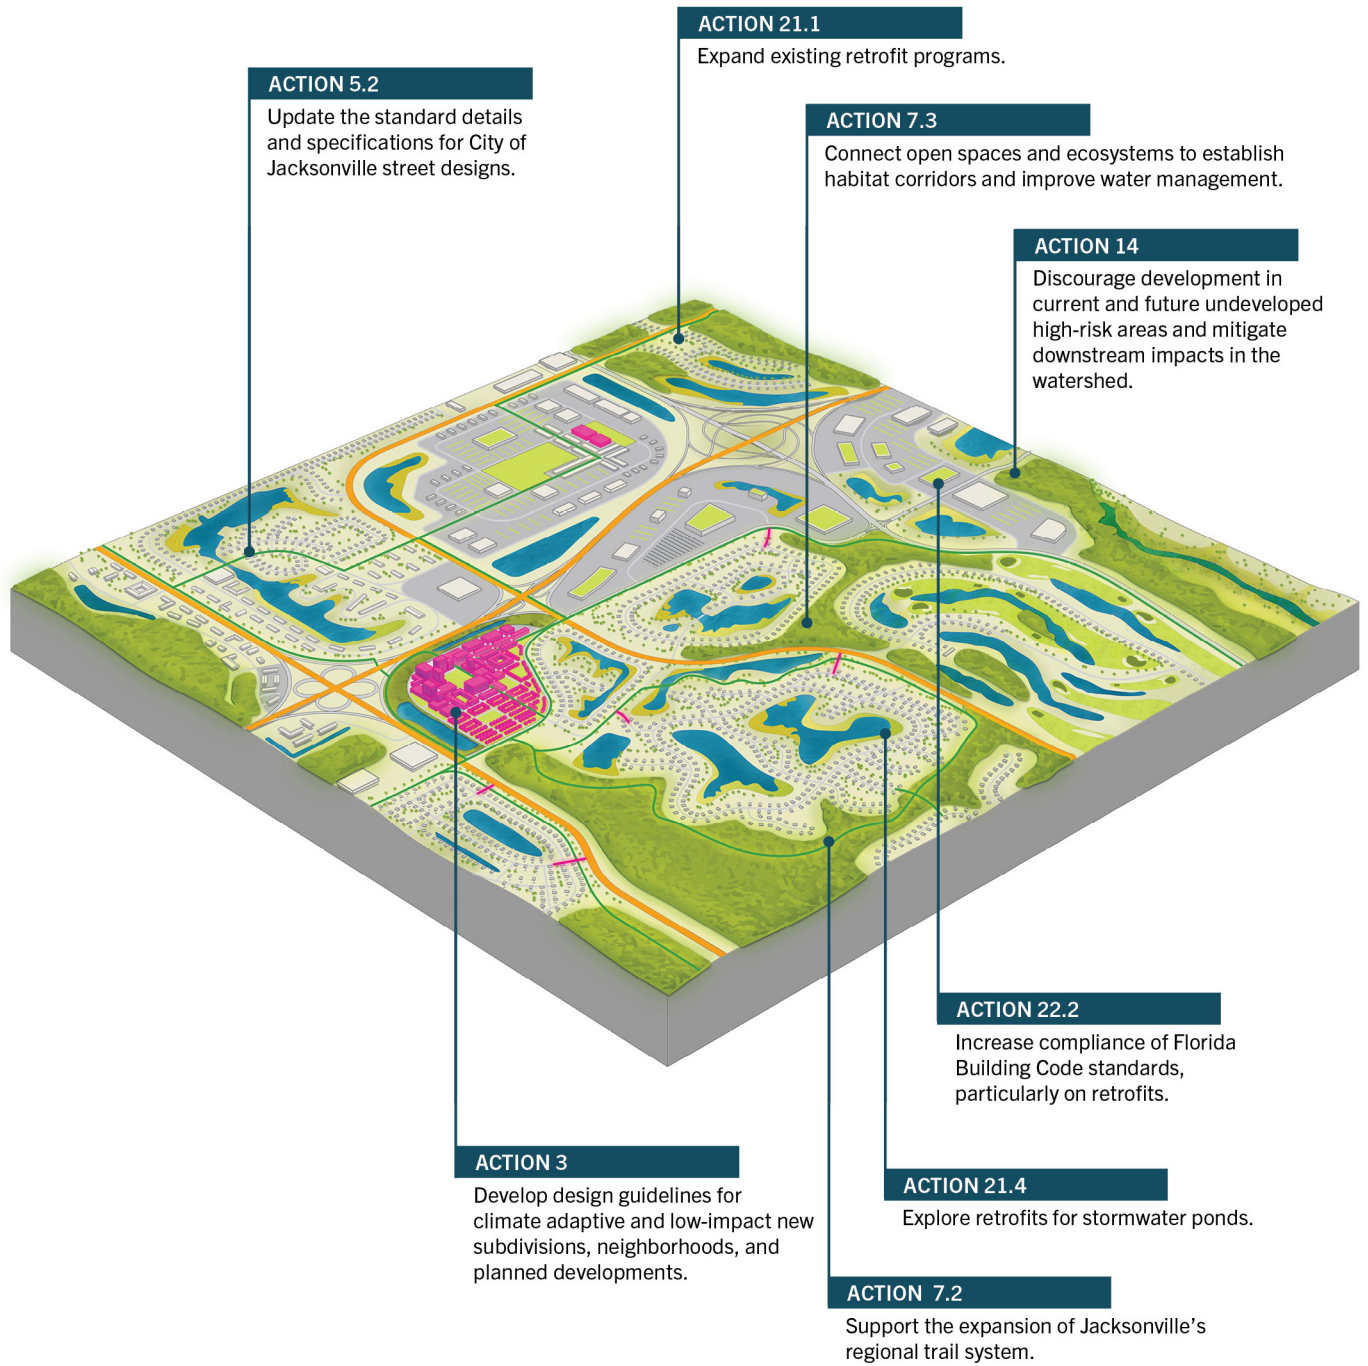 ACTION 21.1
Expand existing retrofit programs.
ACTION 5.2
Update the standard details
and specifications for City of
Jacksonville street designs.
ACTION 7.3
Connect open spaces and ecosystems to establish
habitat corridors and improve water management.
ACTION 14
Discourage development in
current and future undeveloped
high-risk areas and mitigate
downstream impacts in the
watershed.
ACTION 22.2
Increase compliance of Florida
Building Code standards,
particularly on retrofits.
ACTION 3
Develop design guidelines for
climate adaptive and low-impact new
subdivisions, neighborhoods, and
planned developments.
ACTION 21.4
Explore retrofits for stormwater ponds.
ACTION 7.2
Support the expansion of Jacksonville’s
regional trail system.